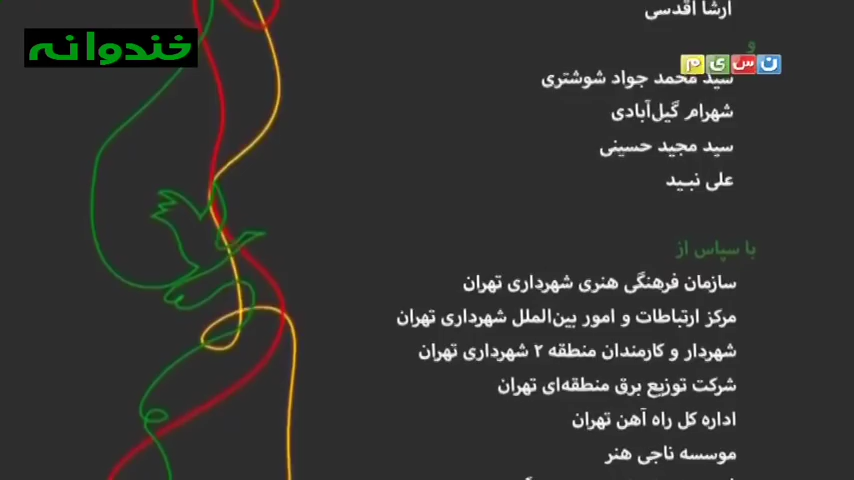 خندوانه
ارشا اقدسی
و
نسیم
سید محمد جواد شوشتری
شهرام گیل‌آبادی
سید مجید حسینی
علی نبـید
با سپاس از
سازمان فرهنگی هنری شهرداری تهران
مرکز ارتباطات و امور بین‌الملل شهرداری تهران
شهردار و کارمندان منطقه ۲ شهرداری تهران
شرکت توزیع برق منطقه‌ای تهران
اداره کل راه آهن تهران
موسسه ناجی هنر